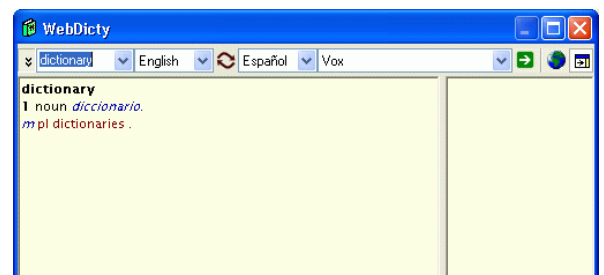 WebDicty
dictionary English Español Vox
dictionary
1 noun diccionario.
m pl dictionaries .